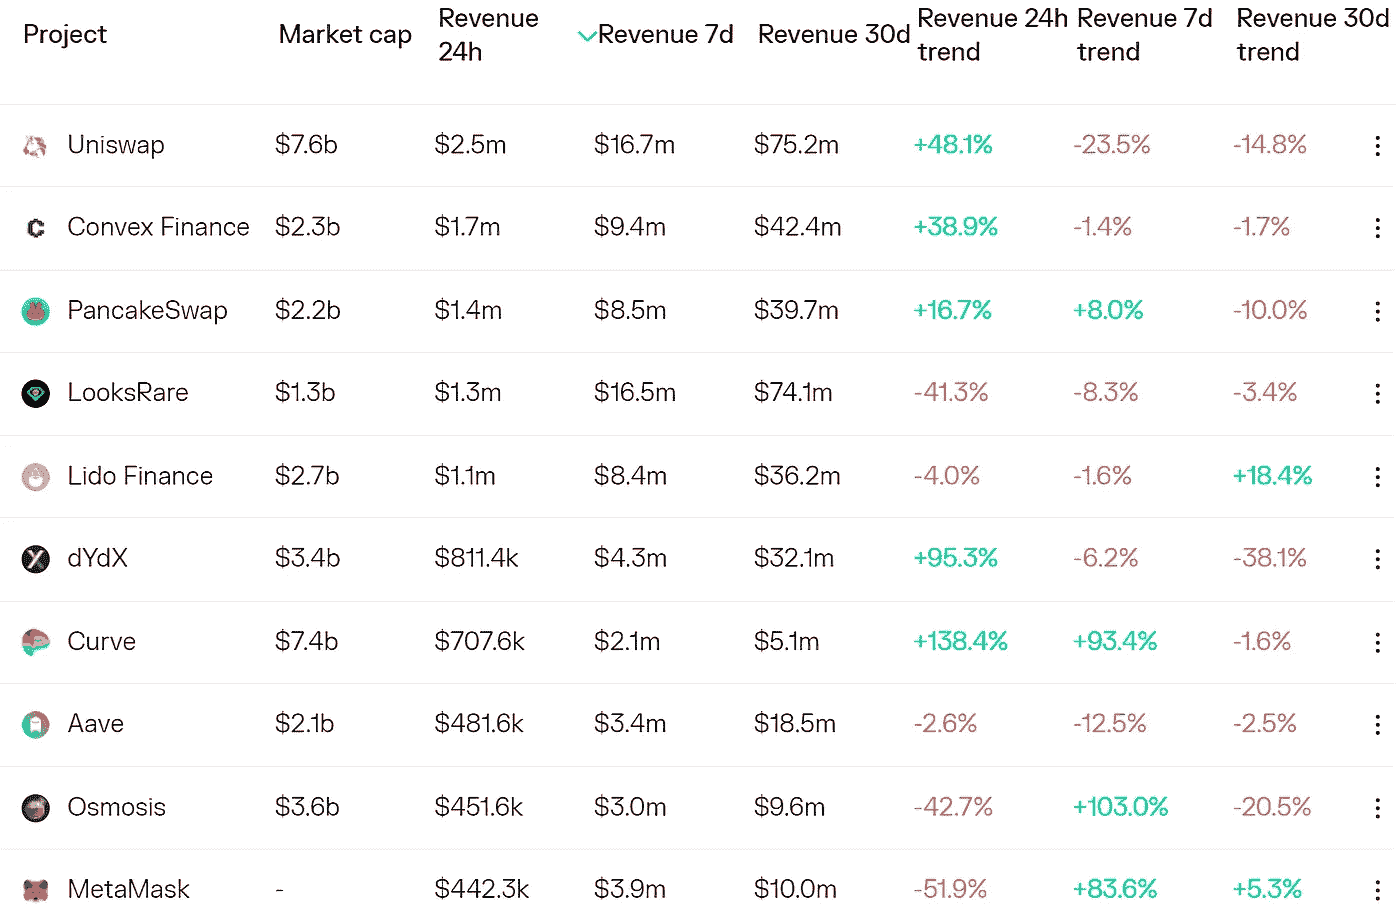 Project Market cap Revenue 24h Revenue 7d Revenue 30d Revenue 24h trend Revenue 7d trend Revenue 30d trend
Uniswap $7.6b $2.5m $16.7m $75.2m +48.1% -23.5% -14.8%
Convex Finance $2.3b $1.7m $9.4m $42.4m +38.9% -1.4% -1.7%
PancakeSwap $2.2b $1.4m $8.5m $39.7m +16.7% +8.0% -10.0%
LooksRare $1.3b $1.3m $16.5m $74.1m -41.3% -8.3% -3.4%
Lido Finance $2.7b $1.1m $8.4m $36.2m -4.0% -1.6% +18.4%
dYdX $3.4b $811.4k $4.3m $32.1m +95.3% -6.2% -38.1%
Curve $7.4b $707.6k $2.1m $5.1m +138.4% +93.4% -1.6%
Aave $2.1b $481.6k $3.4m $18.5m -2.6% -12.5% -2.5%
Osmosis $3.6b $451.6k $3.0m $9.6m -42.7% +103.0% -20.5%
MetaMask - $442.3k $3.9m $10.0m -51.9% +83.6% +5.3%